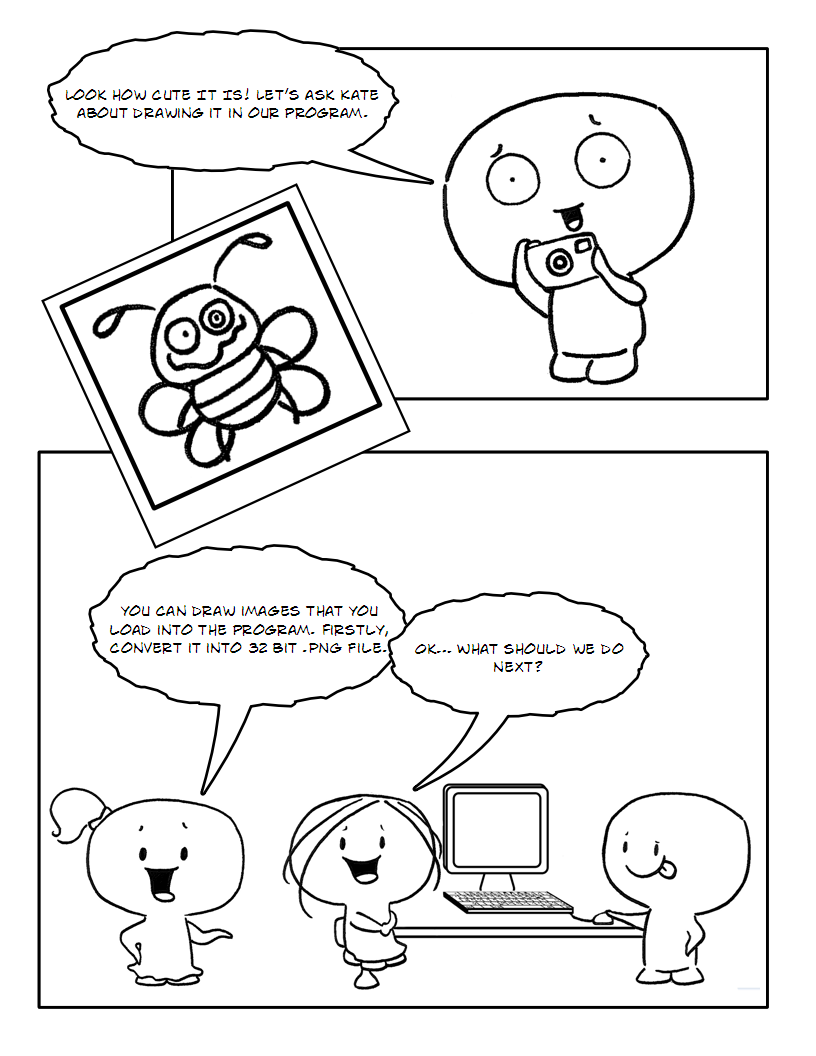 LOOK HOW CUTE IT IS! LET'S ASK KATE
ABOUT DRAWING IT IN OUR PROGRAM.
YOU CAN DRAW IMAGES THAT YOU
LOAD INTO THE PROGRAM. FIRSTLY,
CONVERT IT INTO 32 BIT .PNG FILE.
OK... WHAT SHOULD WE DO
NEXT?